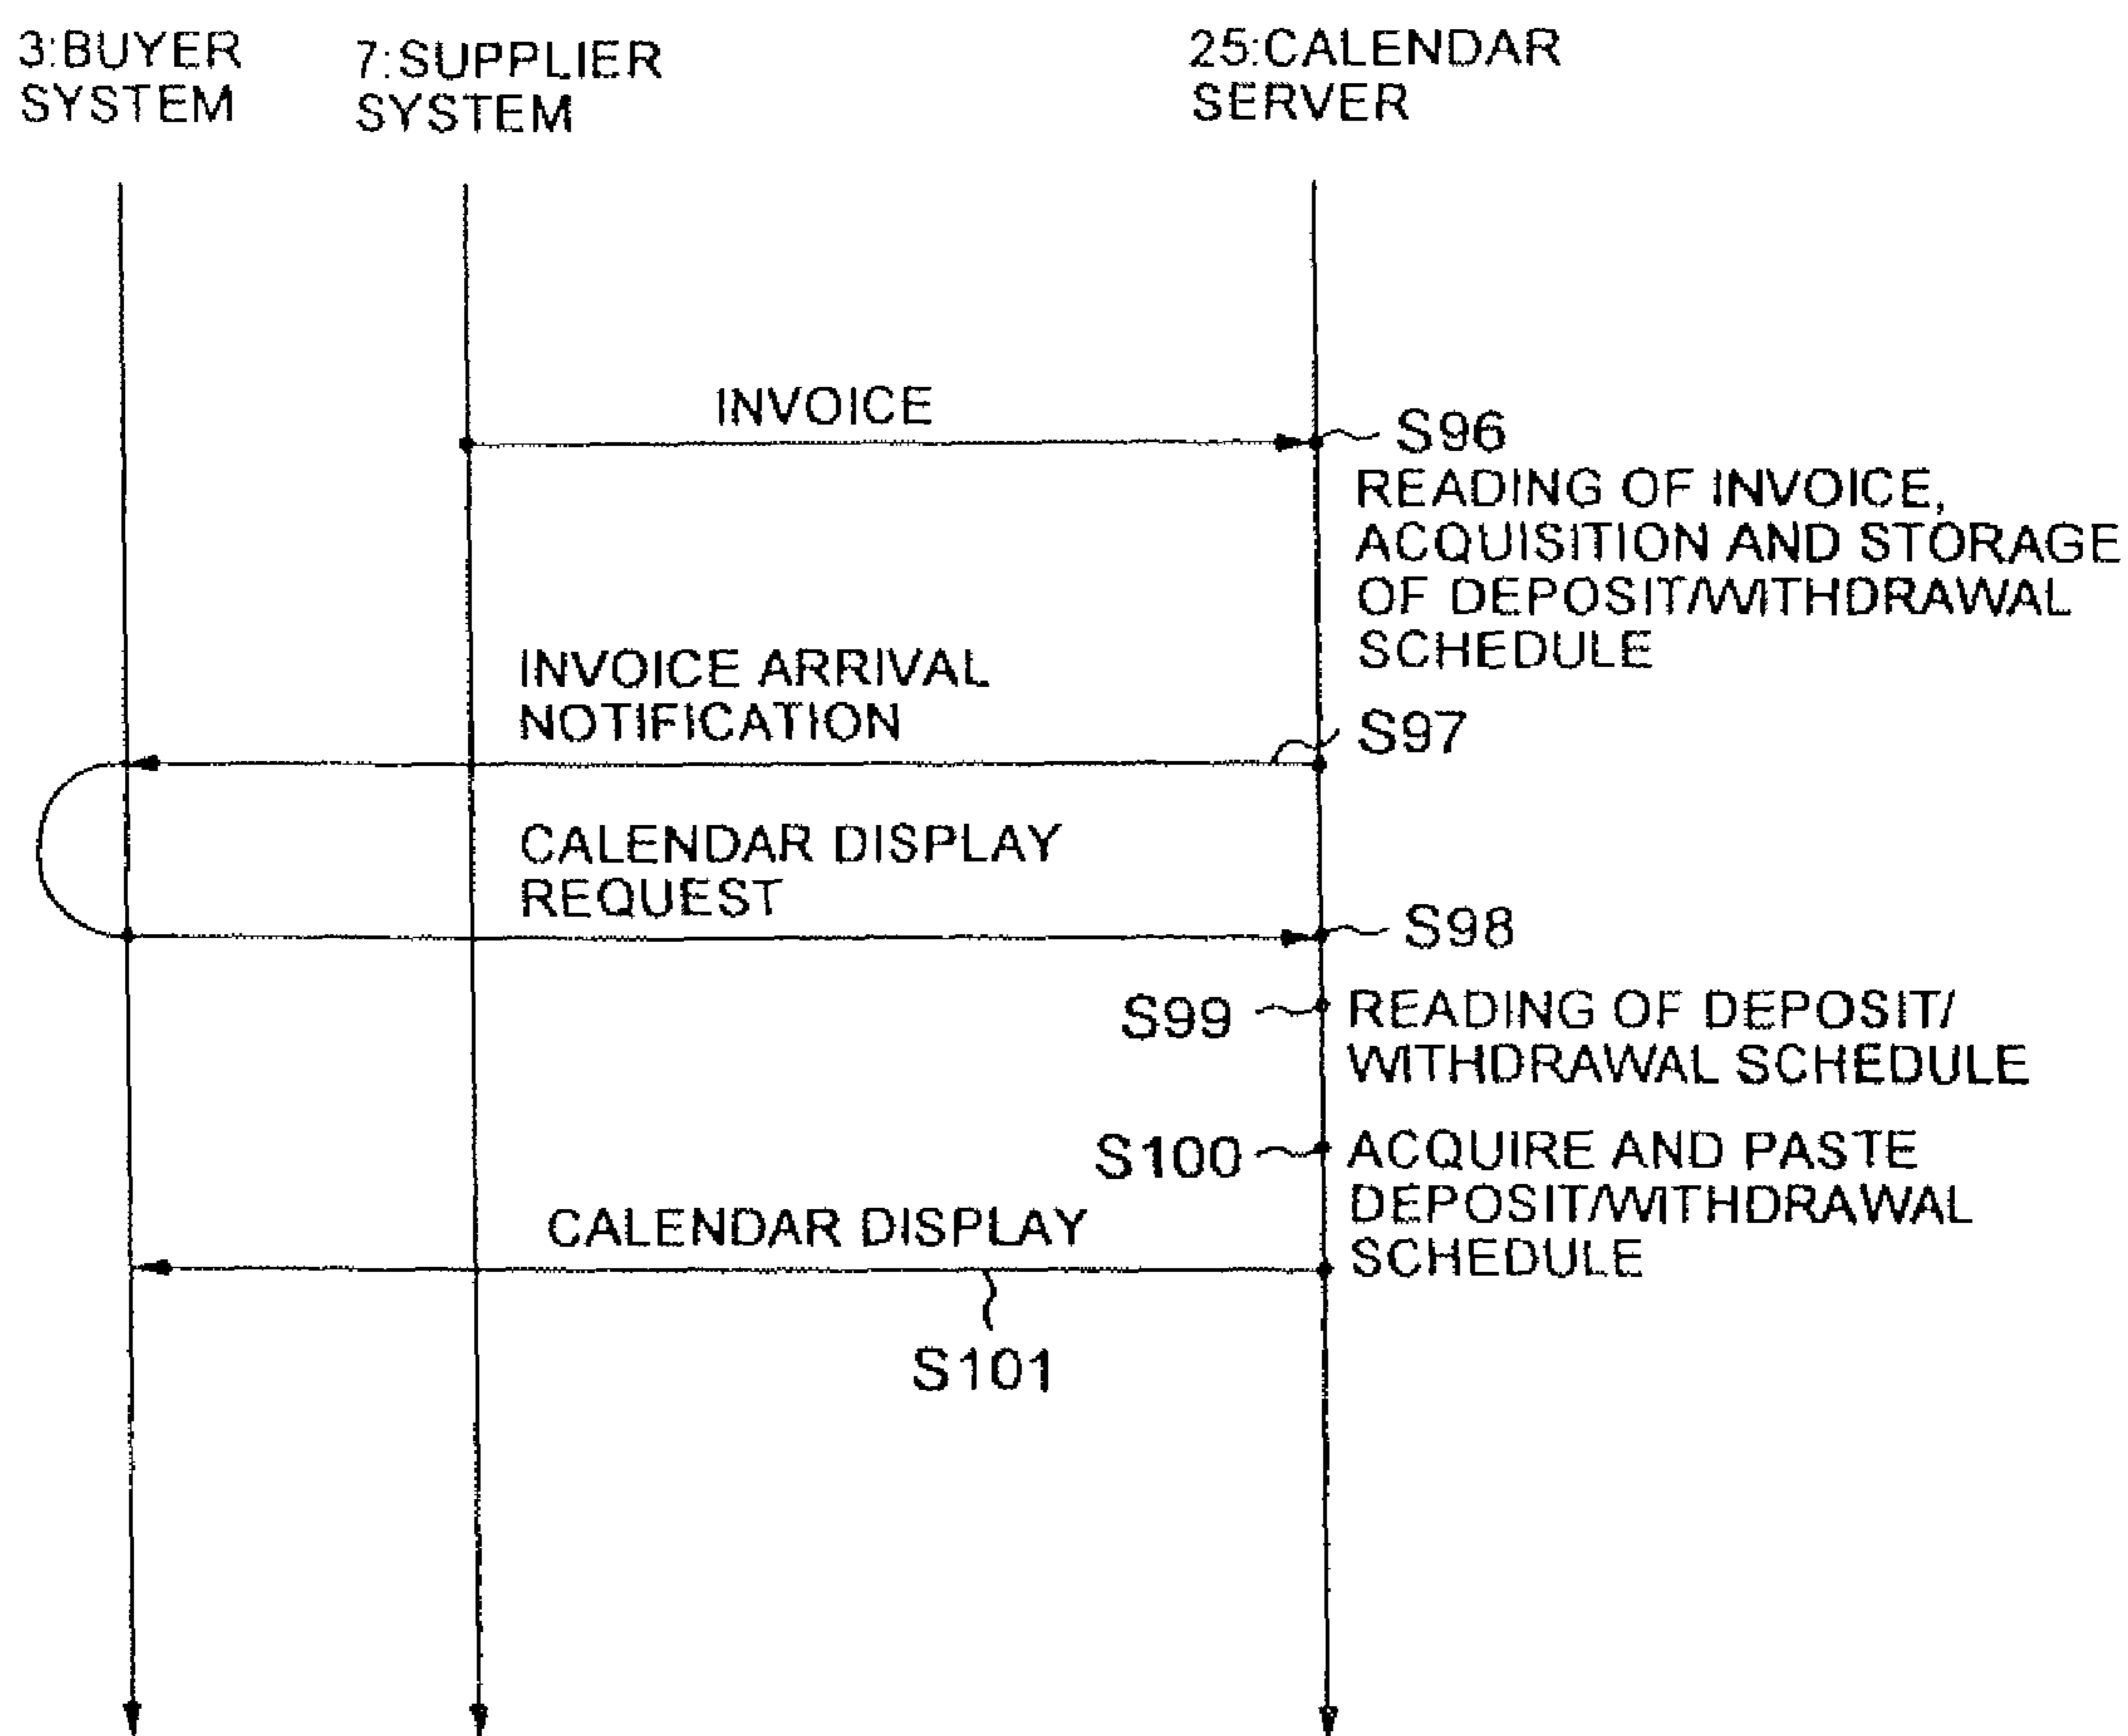 3:BUYER
SYSTEM
7:SUPPLIER
SYSTEM
25:CALENDAR
SERVER
INVOICE
S96
READING OF INVOICE,
ACQUISITION AND STORAGE
OF DEPOSIT/WITHDRAWAL
SCHEDULE
INVOICE ARRIVAL
NOTIFICATION
S97
CALENDAR DISPLAY
REQUEST
S98
S99
READING OF DEPOSIT/
WITHDRAWAL SCHEDULE
S100
ACQUIRE AND PASTE
DEPOSIT/WITHDRAWAL
SCHEDULE
CALENDAR DISPLAY
S101